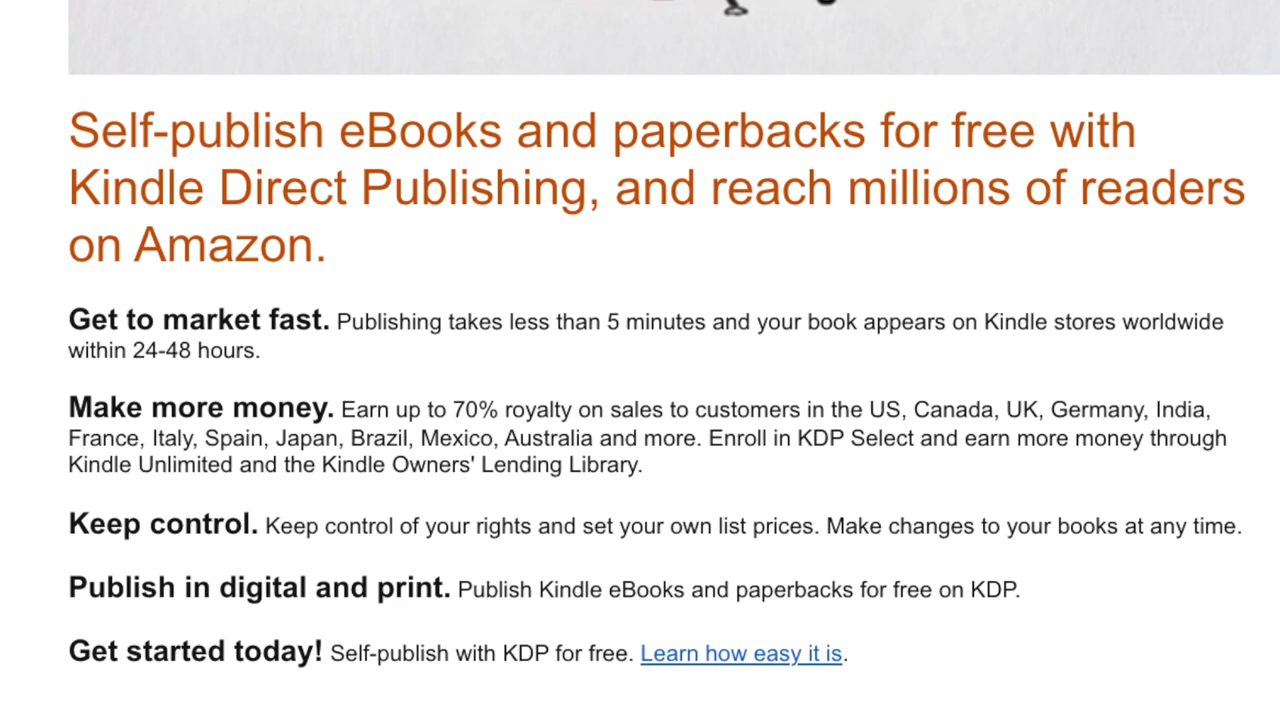 Self-publish eBooks and paperbacks for free with
Kindle Direct Publishing, and reach millions of readers
on Amazon.
Get to market fast. Publishing takes less than 5 minutes and your book appears on Kindle stores worldwide
within 24-48 hours.
Make more money. Earn up to 70% royalty on sales to customers in the US, Canada, UK, Germany, India,
France, Italy, Spain, Japan, Brazil, Mexico, Australia and more. Enroll in KDP Select and earn more money through
Kindle Unlimited and the Kindle Owners' Lending Library.
Keep control. Keep control of your rights and set your own list prices. Make changes to your books at any time.
Publish in digital and print. Publish Kindle eBooks and paperbacks for free on KDP.
Get started today! Self-publish with KDP for free. Learn how easy it is.